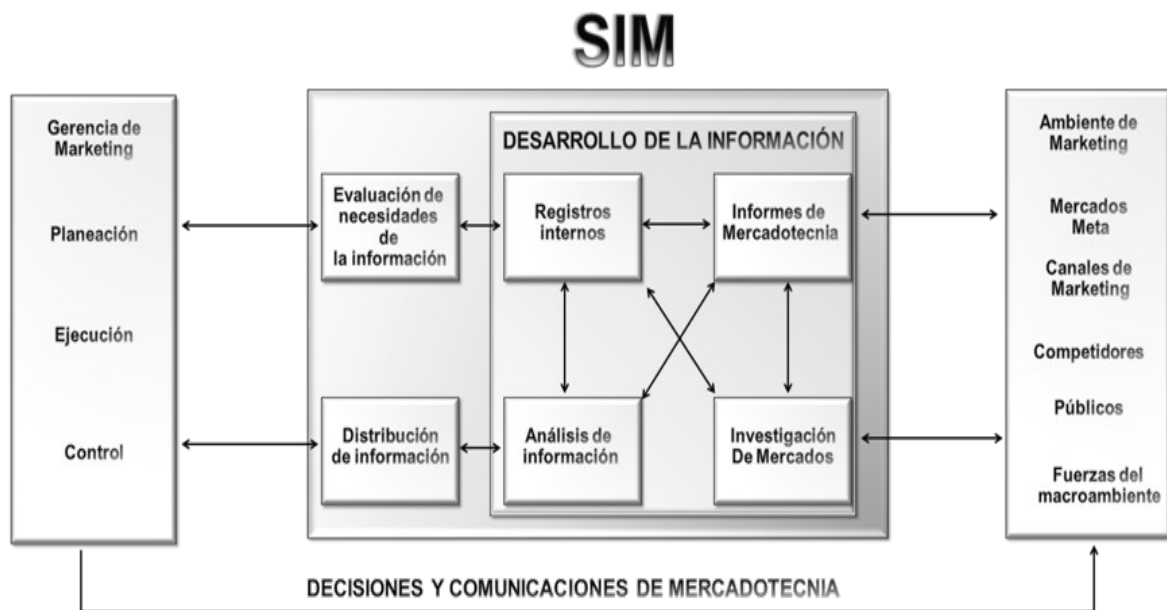 SIM
Gerencia de
Marketing
Planeación
Ejecución
Control
DESARROLLO DE LA INFORMACIÓN
Evaluación de
necesidades
de
la información
Registros
internos
Informes de
Mercadotecnia
Distribución
de información
Análisis de
información
Investigación
De Mercados
Ambiente de
Marketing
Mercados
Meta
Canales de
Marketing
Competidores
Públicos
Fuerzas del
macroambiente
DECISIONES Y COMUNICACIONES DE MERCADOTECNIA